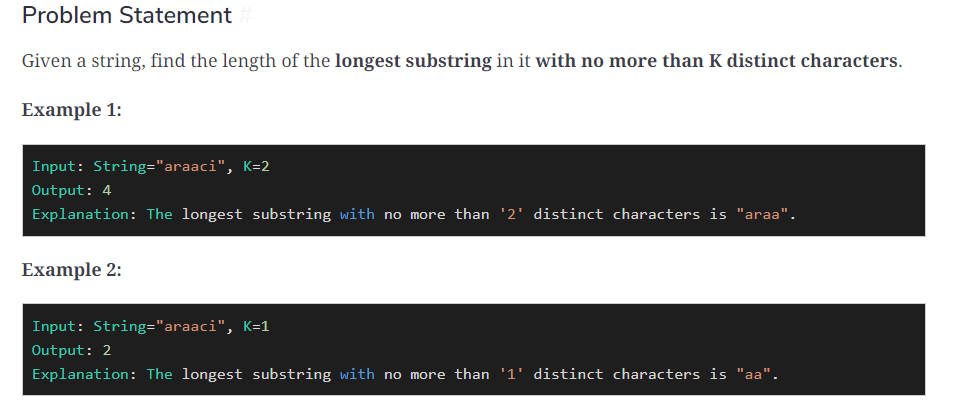 Problem Statement #
Given a string, find the length of the longest substring in it with no more than K distinct characters.
Example 1:
Input: String="araaci", K=2
Output: 4
Explanation: The longest substring with no more than '2' distinct characters is "araa".
Example 2:
Input: String="araaci", K=1
Output: 2
Explanation: The longest substring with no more than '1' distinct characters is "aa".